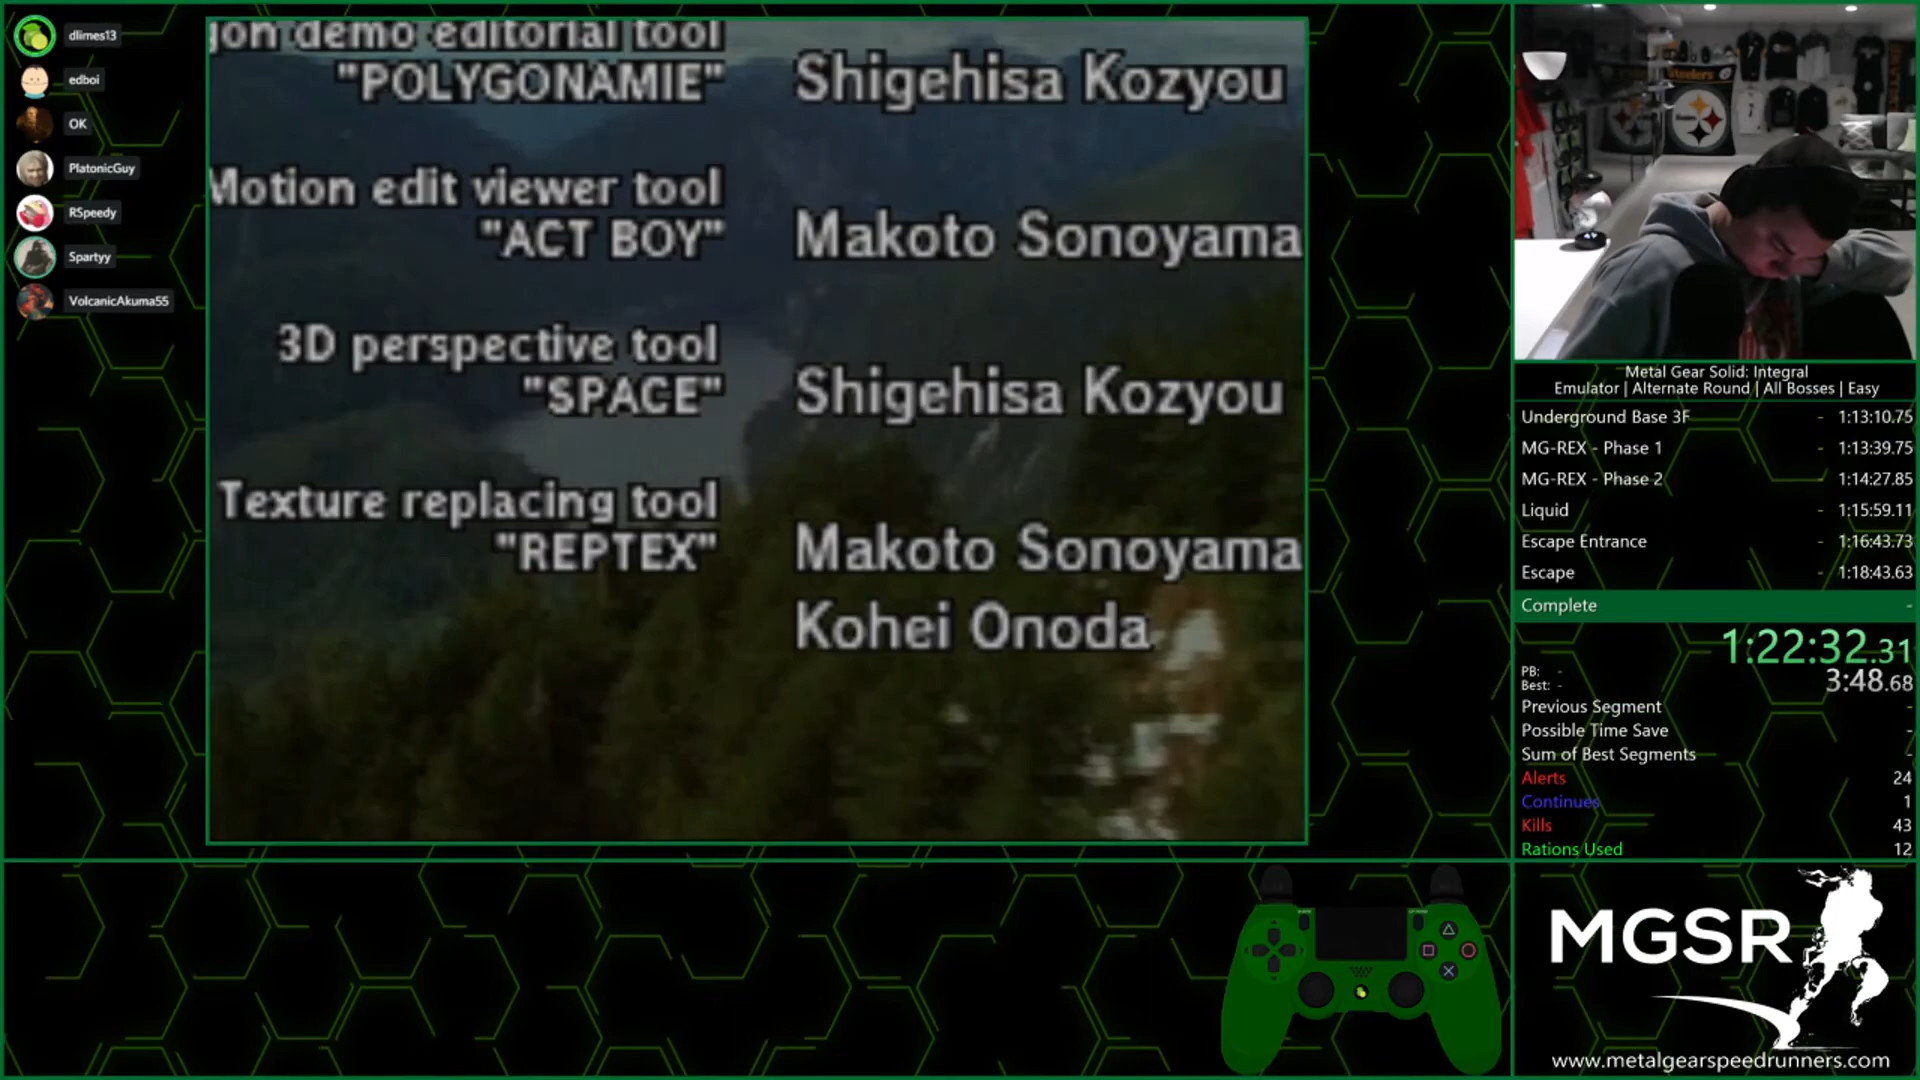 dlimes13
edboi
OK
PlatonicGuy
RSpeedy
Spartyy
VolcanicAkuma55
gon demo editorial tool
"POLYGONAMIE" Shigehisa Kozyou
Motion edit viewer tool
"ACT BOY" Makoto Sonoyama
3D perspective tool
"SPACE" Shigehisa Kozyou
Texture replacing tool
"REPTEX" Makoto Sonoyama
Kohei Onoda
Steelers
Metal Gear Solid: Integral
Emulator | Alternate Round | All Bosses | Easy
Underground Base 3F - 1:13:10.75
MG-REX - Phase 1 - 1:13:39.75
MG-REX - Phase 2 - 1:14:27.85
Liquid - 1:15:59.11
Escape Entrance - 1:16:43.73
Escape - 1:18:43.63
Complete -
1:22:32.31
PB: -
Best: - 3:48.68
Previous Segment -
Possible Time Save -
Sum of Best Segments -
Alerts 24
Continues 1
Kills 43
Rations Used 12
MGSR
www.metalgearspeedrunners.com